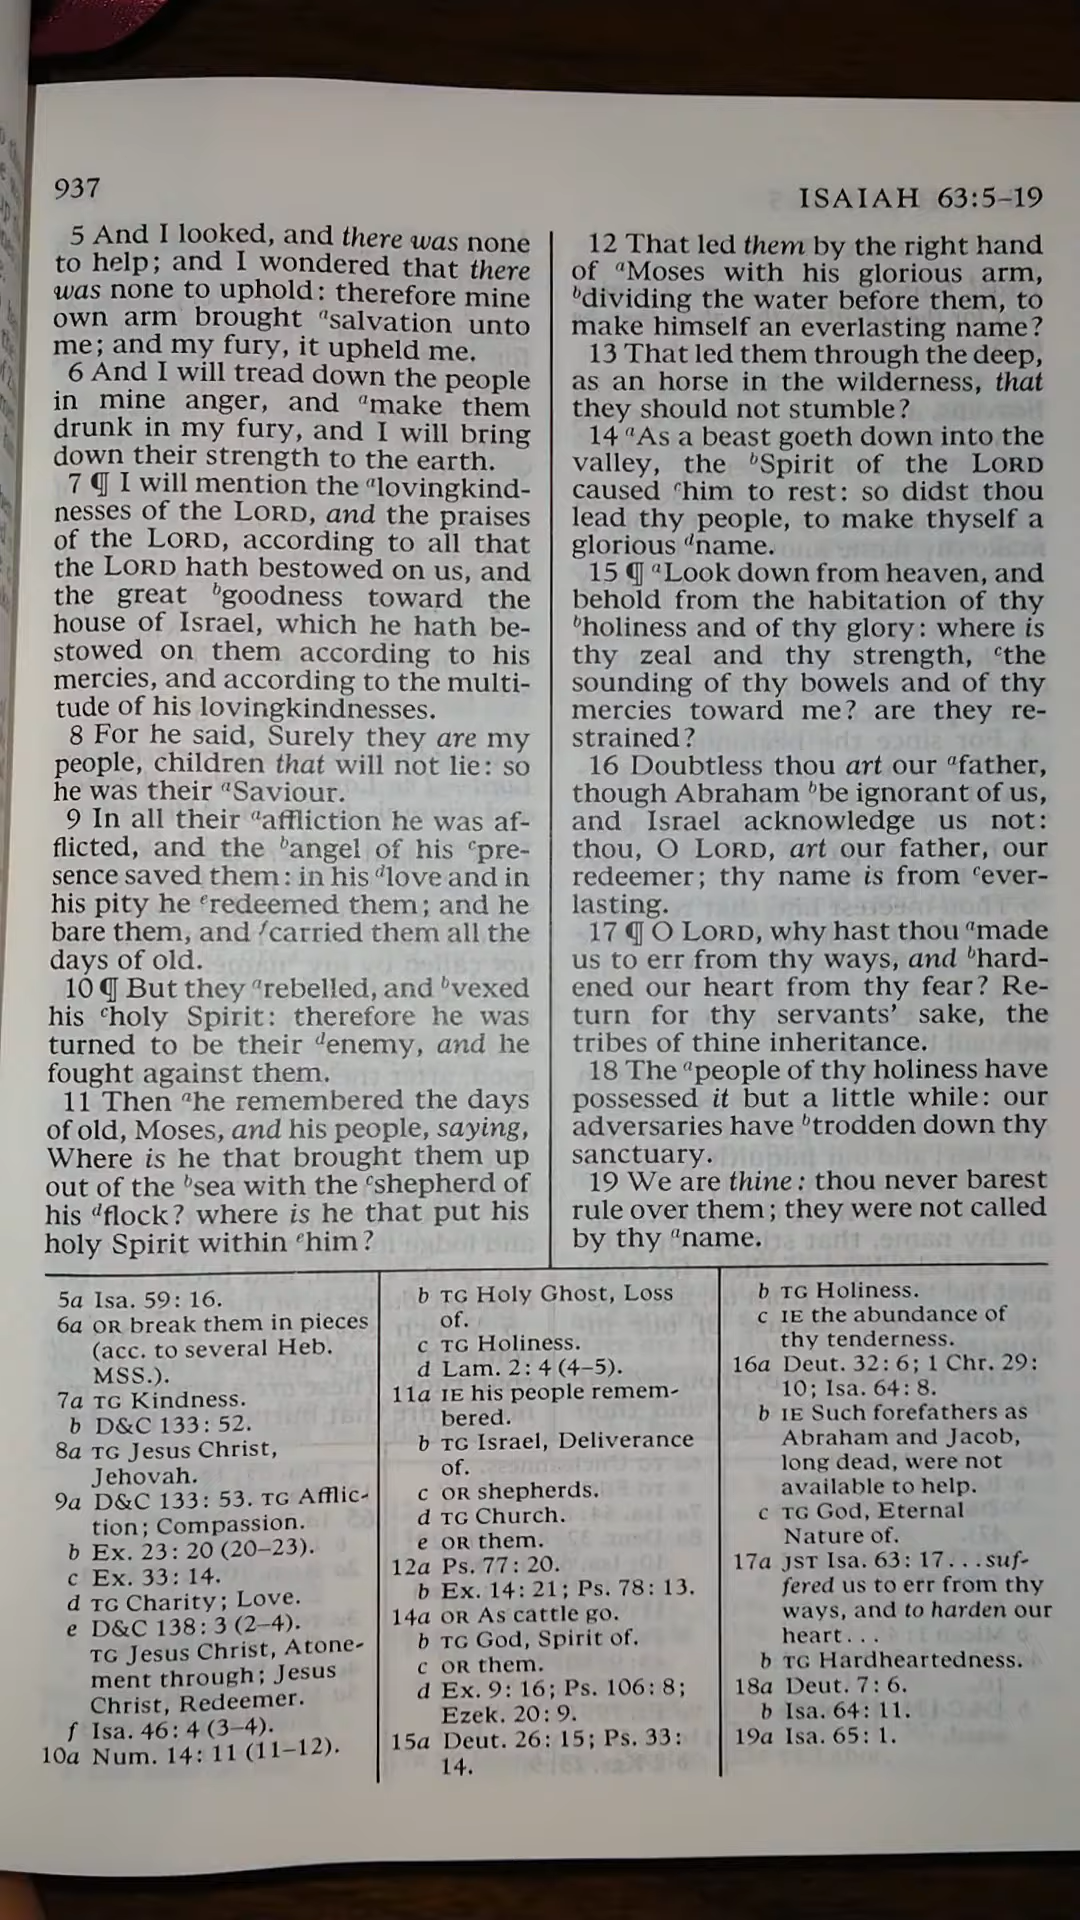 937
ISAIAH 63:5–19
5 And I looked, and there was none
to help; and I wondered that there
was none to uphold: therefore mine
own arm brought ᵃsalvation unto
me; and my fury, it upheld me.
6 And I will tread down the people
in mine anger, and ᵃmake them
drunk in my fury, and I will bring
down their strength to the earth.
7 ¶ I will mention the ᵃlovingkind-
nesses of the LORD, and the praises
of the LORD, according to all that
the LORD hath bestowed on us, and
the great ᵇgoodness toward the
house of Israel, which he hath be-
stowed on them according to his
mercies, and according to the multi-
tude of his lovingkindnesses.
8 For he said, Surely they are my
people, children that will not lie: so
he was their ᵃSaviour.
9 In all their ᵃaffliction he was af-
flicted, and the ᵇangel of his ᶜpre-
sence saved them: in his ᵈlove and in
his pity he ᵉredeemed them; and he
bare them, and ᶠcarried them all the
days of old.
10 ¶ But they ᵃrebelled, and ᵇvexed
his ᶜholy Spirit: therefore he was
turned to be their ᵈenemy, and he
fought against them.
11 Then ᵃhe remembered the days
of old, Moses, and his people, saying,
Where is he that brought them up
out of the ᵇsea with the ᶜshepherd of
his ᵈflock? where is he that put his
holy Spirit within ᵉhim?
12 That led them by the right hand
of ᵃMoses with his glorious arm,
ᵇdividing the water before them, to
make himself an everlasting name?
13 That led them through the deep,
as an horse in the wilderness, that
they should not stumble?
14 ᵃAs a beast goeth down into the
valley, the ᵇSpirit of the LORD
caused ᶜhim to rest: so didst thou
lead thy people, to make thyself a
glorious ᵈname.
15 ¶ ᵃLook down from heaven, and
behold from the habitation of thy
ᵇholiness and of thy glory: where is
thy zeal and thy strength, ᶜthe
sounding of thy bowels and of thy
mercies toward me? are they re-
strained?
16 Doubtless thou art our ᵃfather,
though Abraham ᵇbe ignorant of us,
and Israel acknowledge us not:
thou, O LORD, art our father, our
redeemer; thy name is from ᶜever-
lasting.
17 ¶ O LORD, why hast thou ᵃmade
us to err from thy ways, and ᵇhard-
ened our heart from thy fear? Re-
turn for thy servants’ sake, the
tribes of thine inheritance.
18 The ᵃpeople of thy holiness have
possessed it but a little while: our
adversaries have ᵇtrodden down thy
sanctuary.
19 We are thine: thou never barest
rule over them; they were not called
by thy ᵃname.
5a Isa. 59: 16.
6a OR break them in pieces
(acc. to several Heb.
MSS.).
7a TG Kindness.
b D&C 133: 52.
8a TG Jesus Christ,
Jehovah.
9a D&C 133: 53. TG Afflic-
tion; Compassion.
b Ex. 23: 20 (20–23).
c Ex. 33: 14.
d TG Charity; Love.
e D&C 138: 3 (2–4).
TG Jesus Christ, Atone-
ment through; Jesus
Christ, Redeemer.
f Isa. 46: 4 (3–4).
10a Num. 14: 11 (11–12).
b TG Holy Ghost, Loss
of.
c TG Holiness.
d Lam. 2: 4 (4–5).
11a IE his people remem-
bered.
b TG Israel, Deliverance
of.
c OR shepherds.
d TG Church.
e OR them.
12a Ps. 77: 20.
b Ex. 14: 21; Ps. 78: 13.
14a OR As cattle go.
b TG God, Spirit of.
c OR them.
d Ex. 9: 16; Ps. 106: 8;
Ezek. 20: 9.
15a Deut. 26: 15; Ps. 33:
14.
b TG Holiness.
c IE the abundance of
thy tenderness.
16a Deut. 32: 6; 1 Chr. 29:
10; Isa. 64: 8.
b IE Such forefathers as
Abraham and Jacob,
long dead, were not
available to help.
c TG God, Eternal
Nature of.
17a JST Isa. 63: 17 . . . suf-
fered us to err from thy
ways, and to harden our
heart . . .
b TG Hardheartedness.
18a Deut. 7: 6.
b Isa. 64: 11.
19a Isa. 65: 1.